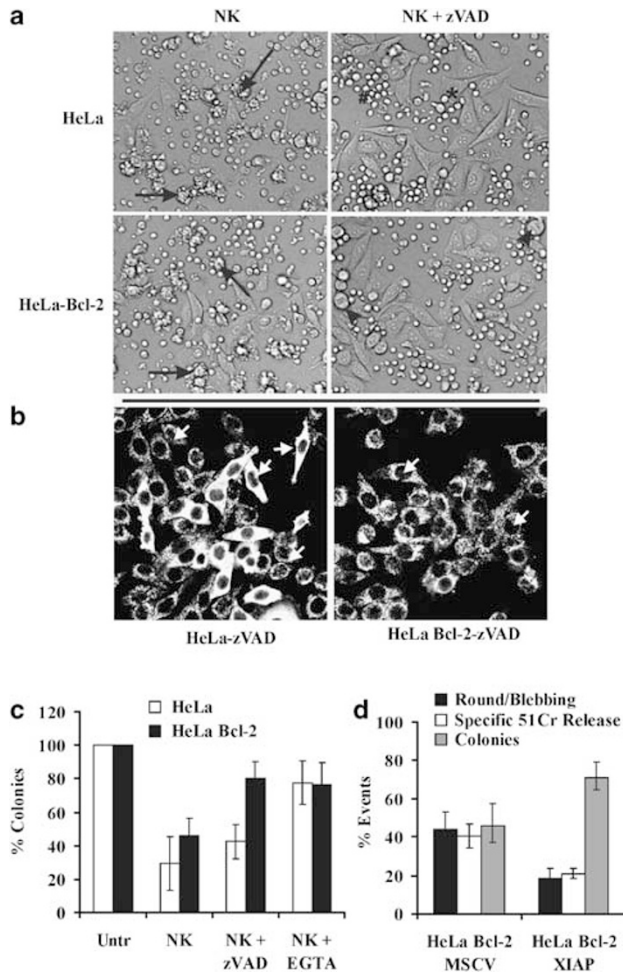 a
NK
NK + zVAD
HeLa
# *
HeLa-Bcl-2
b
HeLa-zVAD
HeLa Bcl-2-zVAD
c
HeLa
HeLa Bcl-2
% Colonies
120
100
80
60
40
20
0
Untr
NK
NK + zVAD
NK + EGTA
d
Round/Blebbing
Specific 51Cr Release
Colonies
% Events
100
80
60
40
20
0
HeLa Bcl-2 MSCV
HeLa Bcl-2 XIAP